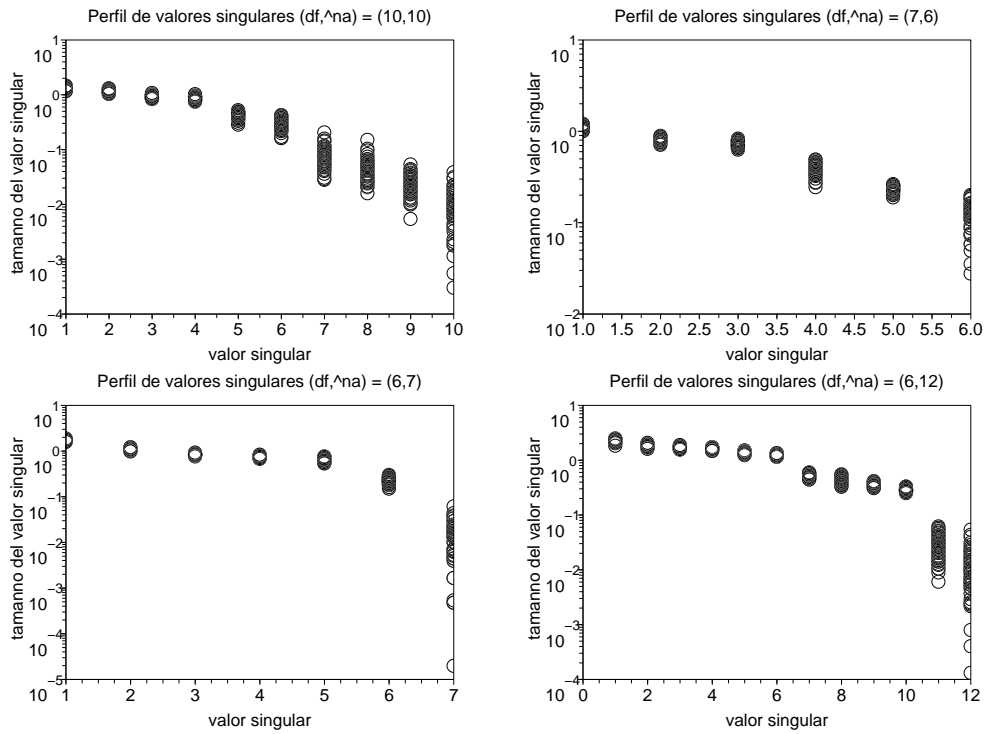 Perfil de valores singulares (df,^na) = (10,10)
tamanno del valor singular
10 1
10 0
10 −1
10 −2
10 −3
10 −4
1 2 3 4 5 6 7 8 9 10
valor singular
Perfil de valores singulares (df,^na) = (7,6)
tamanno del valor singular
10 1
10 0
10 −1
10 −2
1.0 1.5 2.0 2.5 3.0 3.5 4.0 4.5 5.0 5.5 6.0
valor singular
Perfil de valores singulares (df,^na) = (6,7)
tamanno del valor singular
10 1
10 0
10 −1
10 −2
10 −3
10 −4
10 −5
1 2 3 4 5 6 7
valor singular
Perfil de valores singulares (df,^na) = (6,12)
tamanno del valor singular
10 1
10 0
10 −1
10 −2
10 −3
10 −4
0 2 4 6 8 10 12
valor singular